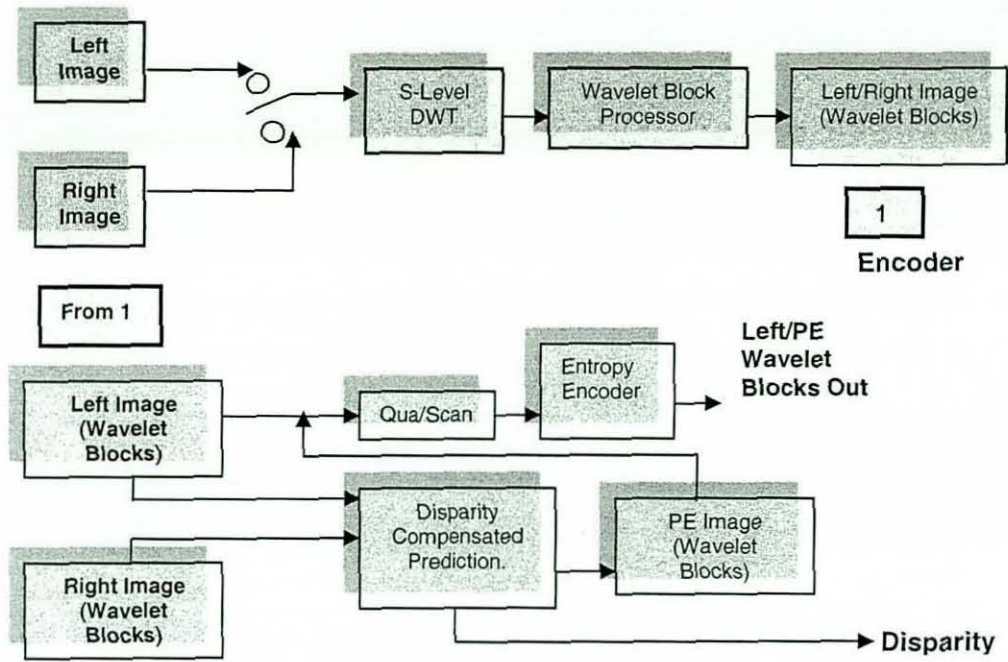 Left
Image
S-Level
DWT
Wavelet Block
Processor
Left/Right Image
(Wavelet Blocks)
Right
Image
1
Encoder
From 1
Left Image
(Wavelet
Blocks)
Qua/Scan
Entropy
Encoder
Left/PE
Wavelet
Blocks Out
Disparity
Compensated
Prediction.
PE Image
(Wavelet
Blocks)
Right Image
(Wavelet
Blocks)
Disparity